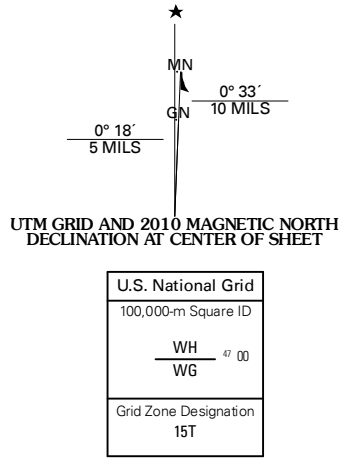 ★
MN
0° 33´
10 MILS
GN
0° 18´
5 MILS
UTM GRID AND 2010 MAGNETIC NORTH
DECLINATION AT CENTER OF SHEET
U.S. National Grid
100,000-m Square ID
WH
47 00
WG
Grid Zone Designation
15T